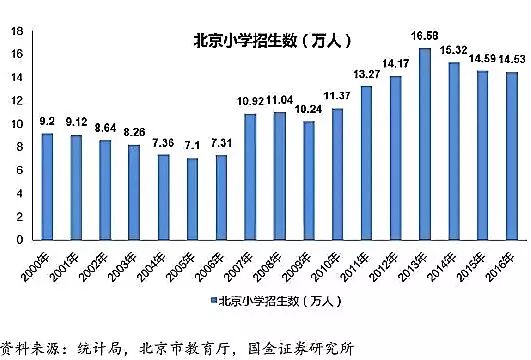 北京小学招生数（万人）
18
16
14
12
10
8
6
4
2
0
9.2
9.12
8.64
8.26
7.36
7.1
7.31
10.92
11.04
10.24
11.37
13.27
14.17
16.58
15.32
14.59
14.53
2000年
2001年
2002年
2003年
2004年
2005年
2006年
2007年
2008年
2009年
2010年
2011年
2012年
2013年
2014年
2015年
2016年
北京小学招生数（万人）
资料来源：统计局，北京市教育厅，国金证券研究所